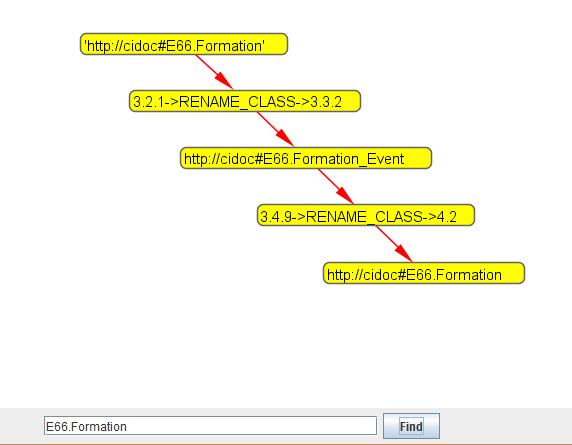 'http://cidoc#E66.Formation'
3.2.1->RENAME_CLASS->3.3.2
http://cidoc#E66.Formation_Event
3.4.9->RENAME_CLASS->4.2
http://cidoc#E66.Formation
E66.Formation
Find